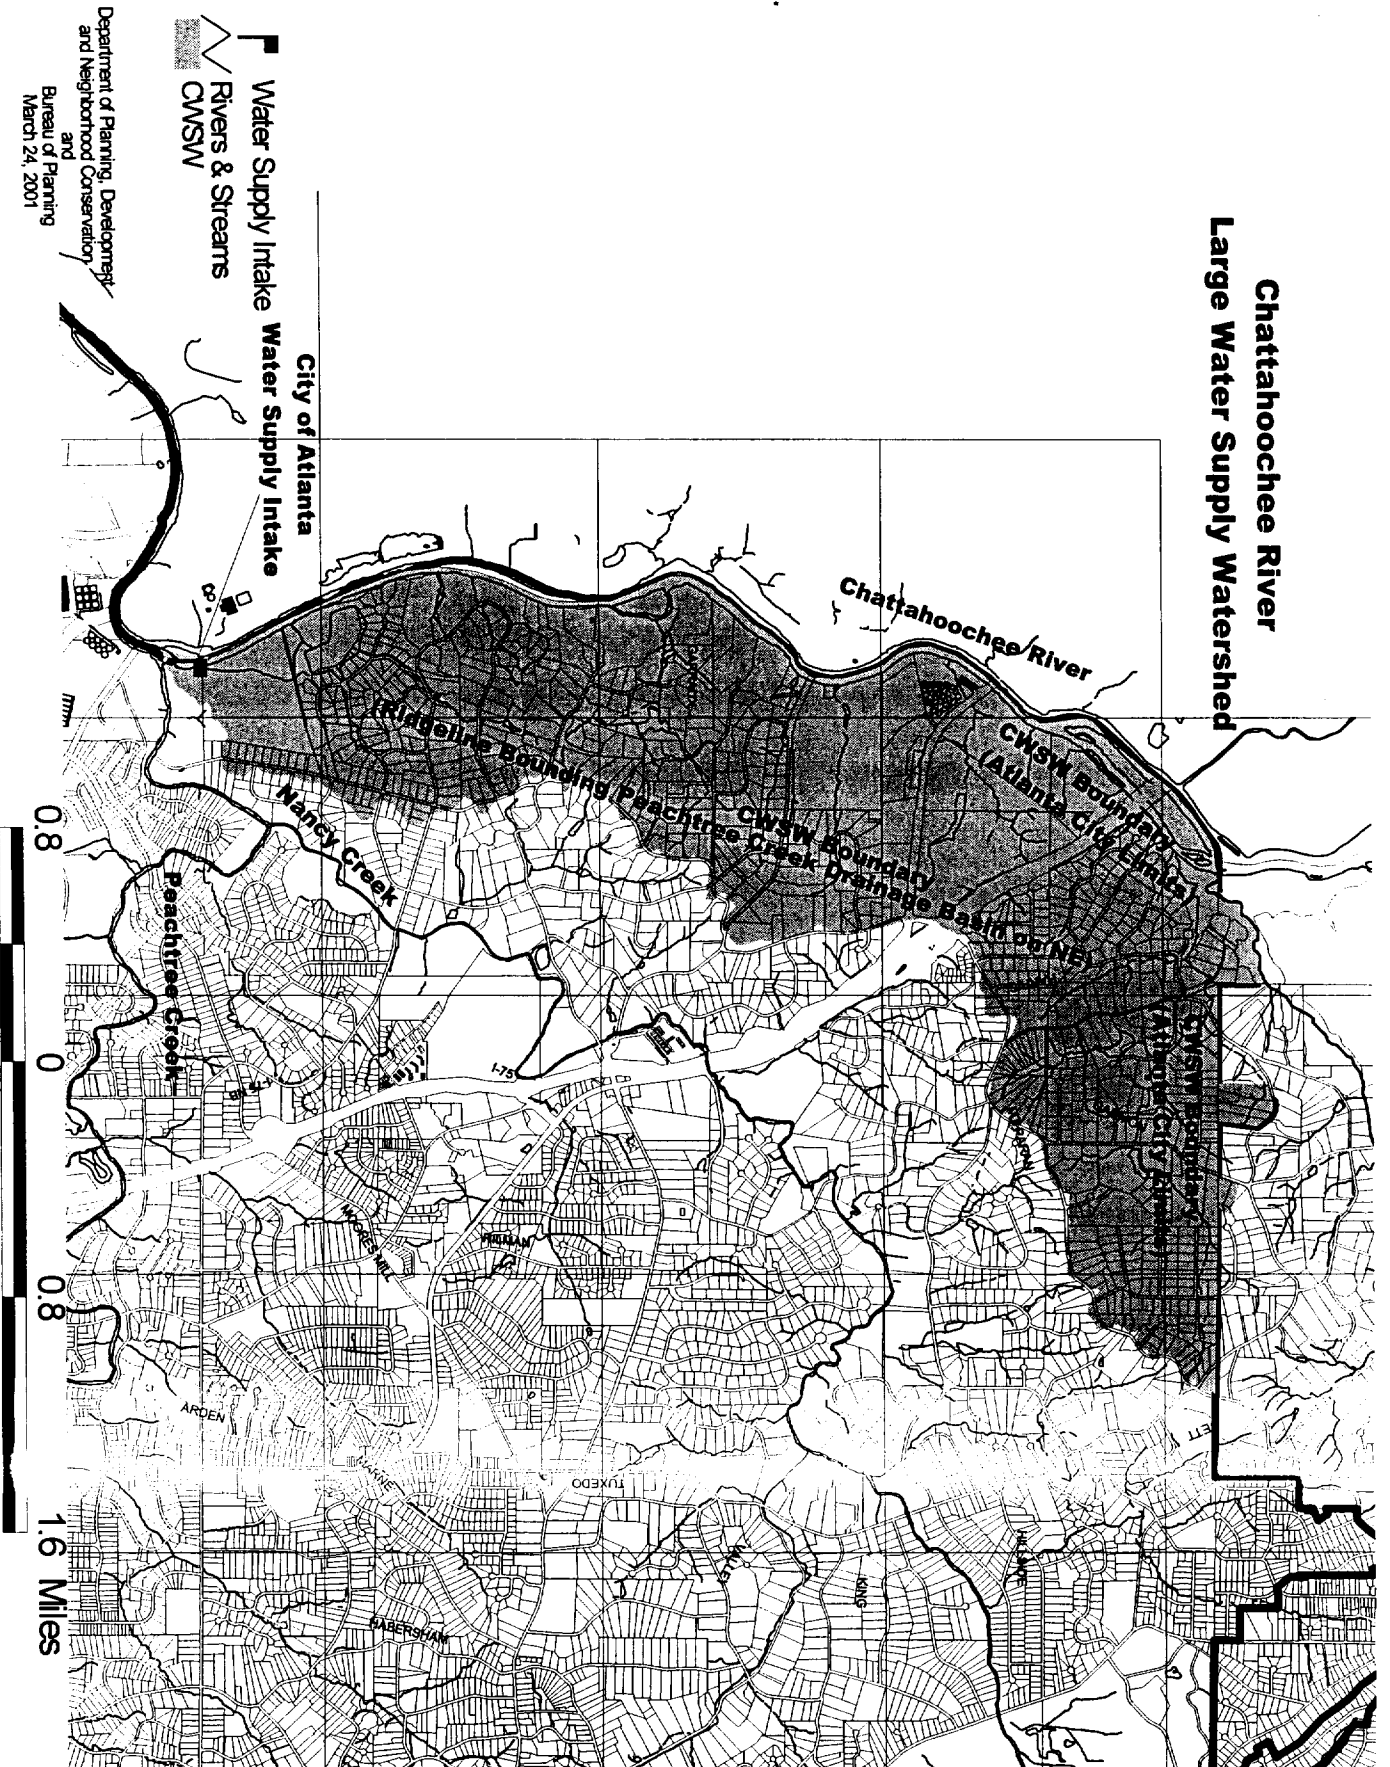 Chattahoochee River
Large Water Supply Watershed
Chattahoochee River
CWSW Boundary
(Atlanta City Limits)
CWSW Boundary
(Ridgeline Bounding Peachtree Creek Drainage Basin on NE)
CWSW Boundary
(Atlanta City Limits)
City of Atlanta
Water Supply Intake
Nancy Creek
Peachtree Creek
I-75
I-75 NB
MOORES MILL
ARDEN
TUXEDO
VALLEY
KING
HABERSHAM
Water Supply Intake
Rivers & Streams
CWSW
Department of Planning, Development
and Neighborhood Conservation
and
Bureau of Planning
March 24, 2001
0.8 0 0.8 1.6 Miles